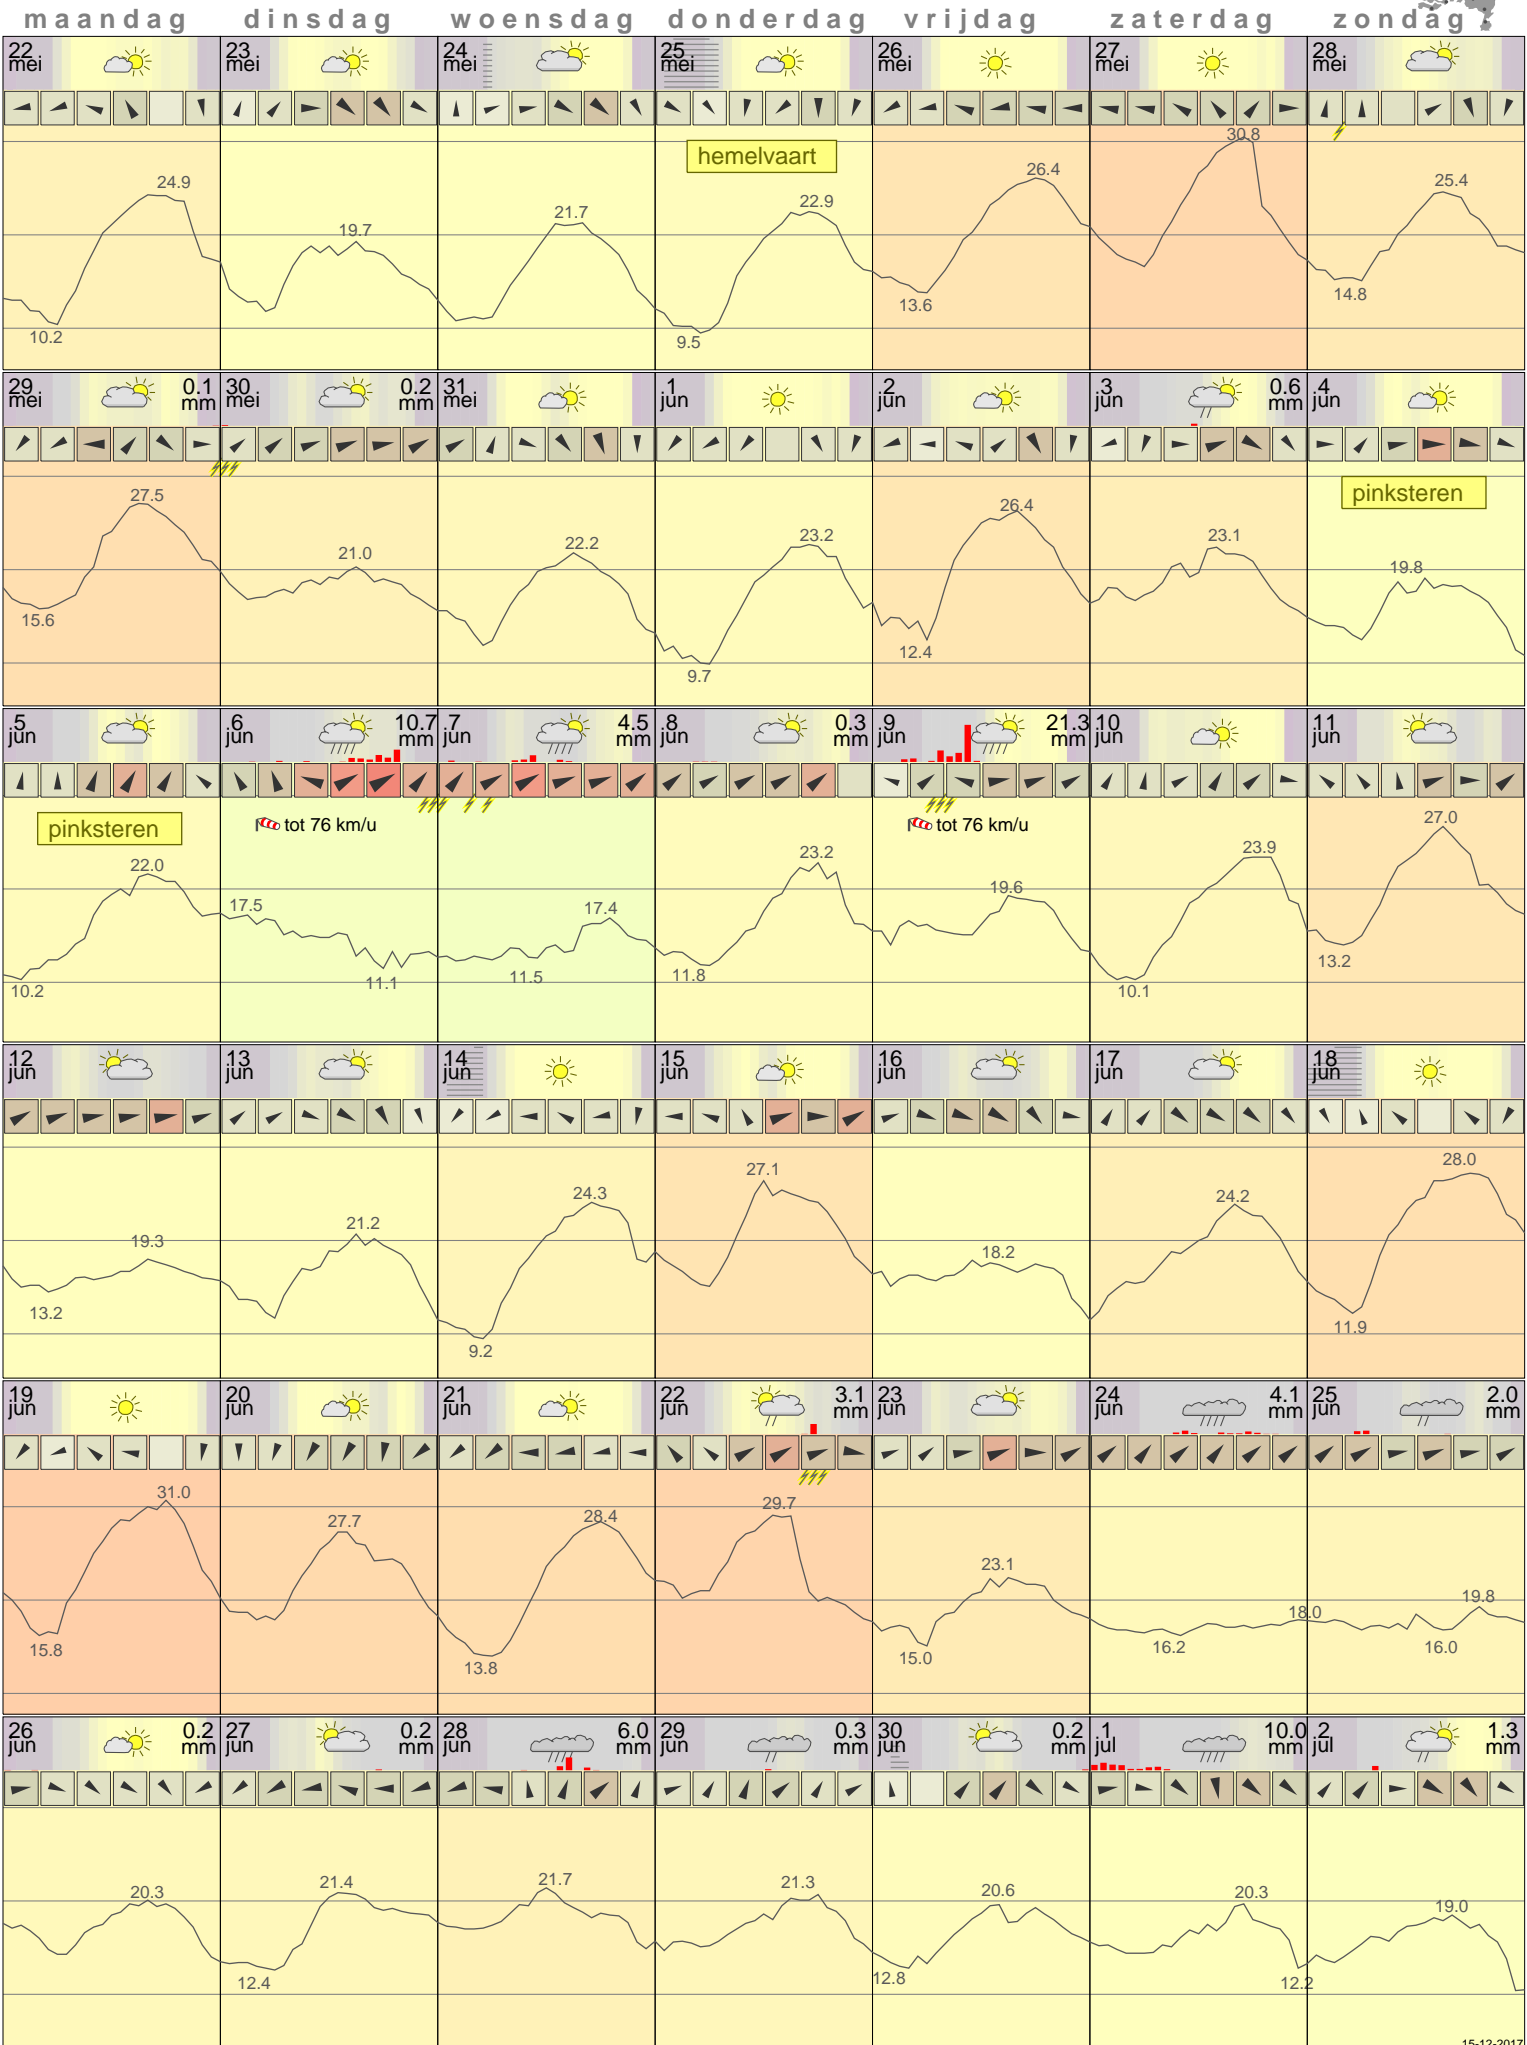 maandag dinsdag woensdag donderdag vrijdag zaterdag zondag
22 mei 23 mei 24 mei 25 mei 26 mei 27 mei 28 mei
hemelvaart
24.9 19.7 21.7 22.9 26.4 30.8 25.4
10.2 9.5 13.6 14.8
29 mei 0.1 mm 30 mei 0.2 mm 31 mei 1 jun 2 jun 3 jun 0.6 mm 4 jun
pinksteren
27.5 21.0 22.2 23.2 26.4 23.1 19.8
15.6 9.7 12.4
5 jun 6 jun 10.7 mm 7 jun 4.5 mm 8 jun 0.3 mm 9 jun 21.3 mm 10 jun 11 jun
pinksteren tot 76 km/u tot 76 km/u
22.0 17.5 17.4 23.2 19.6 23.9 27.0
10.2 11.1 11.5 11.8 10.1 13.2
12 jun 13 jun 14 jun 15 jun 16 jun 17 jun 18 jun
19.3 21.2 24.3 27.1 18.2 24.2 28.0
13.2 9.2 11.9
19 jun 20 jun 21 jun 22 jun 3.1 mm 23 jun 24 jun 4.1 mm 25 jun 2.0 mm
31.0 27.7 28.4 29.7 23.1 18.0 19.8
15.8 13.8 15.0 16.2 16.0
26 jun 0.2 mm 27 jun 0.2 mm 28 jun 6.0 mm 29 jun 0.3 mm 30 jun 0.2 mm 1 jul 10.0 mm 2 jul 1.3 mm
20.3 21.4 21.7 21.3 20.6 20.3 19.0
12.4 12.8 12.2
15-12-2017